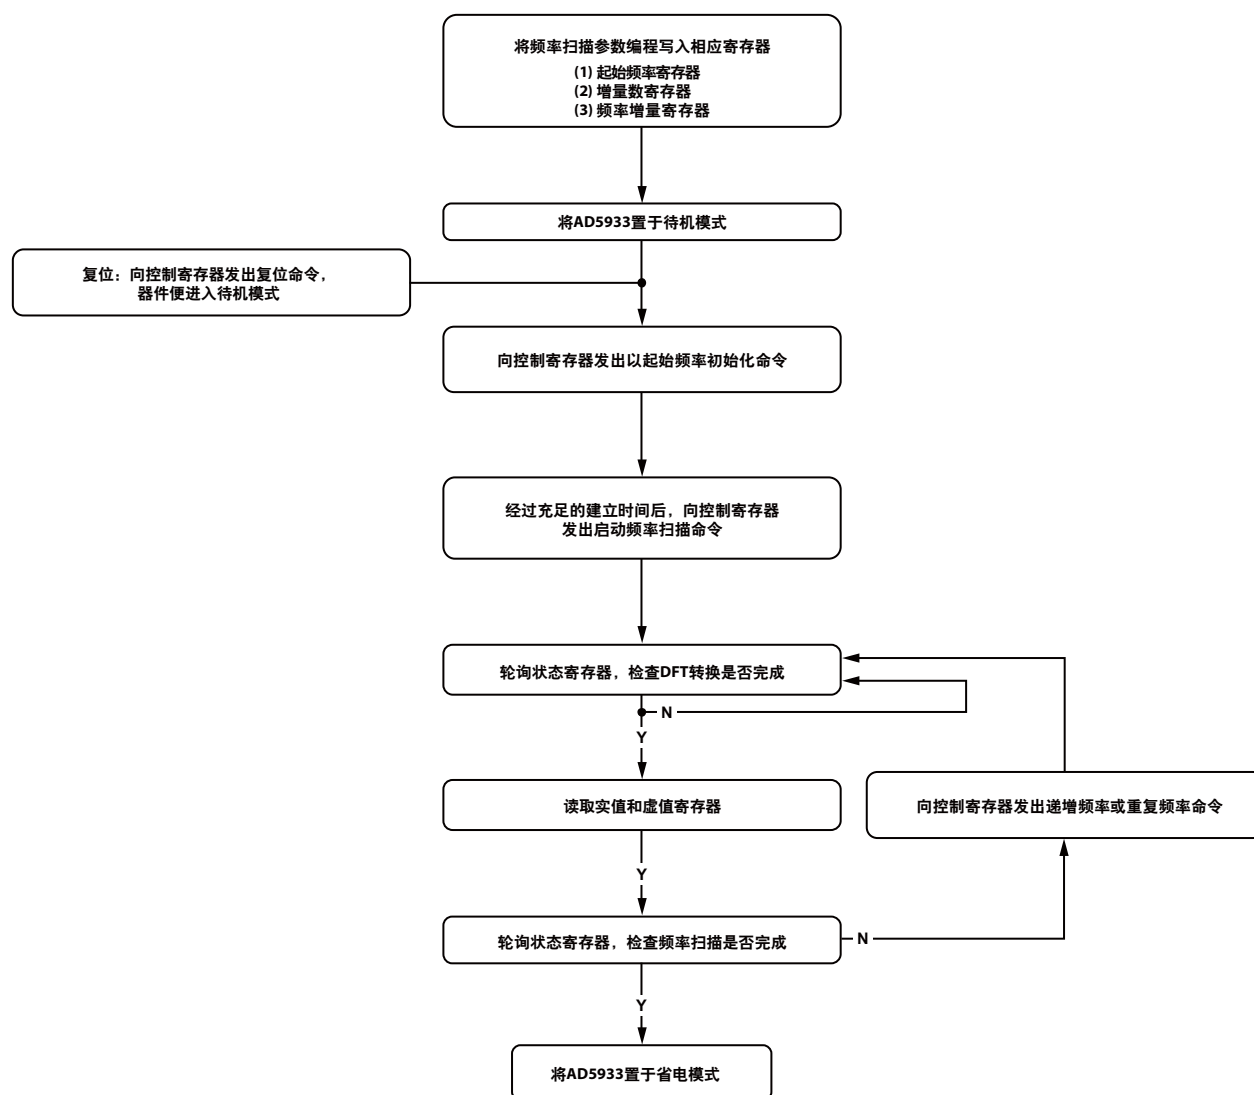 将频率扫描参数编程写入相应寄存器
(1) 起始频率寄存器
(2) 增量数寄存器
(3) 频率增量寄存器
将AD5933置于待机模式
复位：向控制寄存器发出复位命令，
器件便进入待机模式
向控制寄存器发出以起始频率初始化命令
经过充足的建立时间后，向控制寄存器
发出启动频率扫描命令
轮询状态寄存器，检查DFT转换是否完成
N
Y
读取实值和虚值寄存器
向控制寄存器发出递增频率或重复频率命令
Y
轮询状态寄存器，检查频率扫描是否完成
N
Y
将AD5933置于省电模式